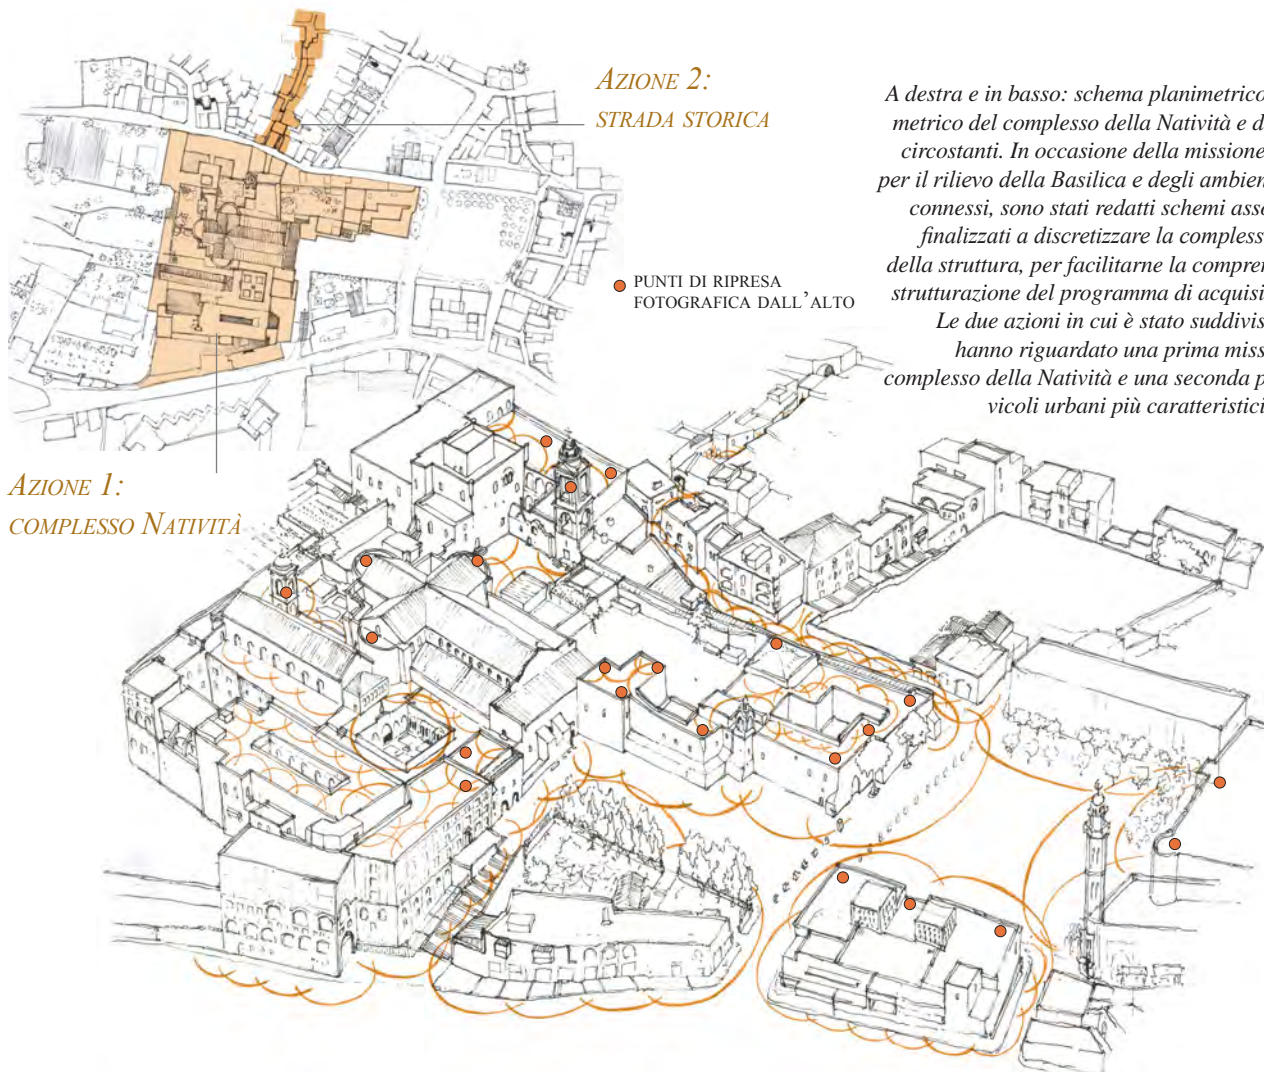 AZIONE 2:
STRADA STORICA
A destra e in basso: schema planimetrico
metrico del complesso della Natività e d
circostanti. In occasione della missione
per il rilievo della Basilica e degli ambien
connessi, sono stati redatti schemi asso
finalizzati a discretizzare la compless
della struttura, per facilitarne la compren
strutturazione del programma di acquisi
Le due azioni in cui è stato suddivis
hanno riguardato una prima miss
complesso della Natività e una seconda p
vicoli urbani più caratteristici
PUNTI DI RIPRESA
FOTOGRAFICA DALL'ALTO
AZIONE 1:
COMPLESSO NATIVITÀ